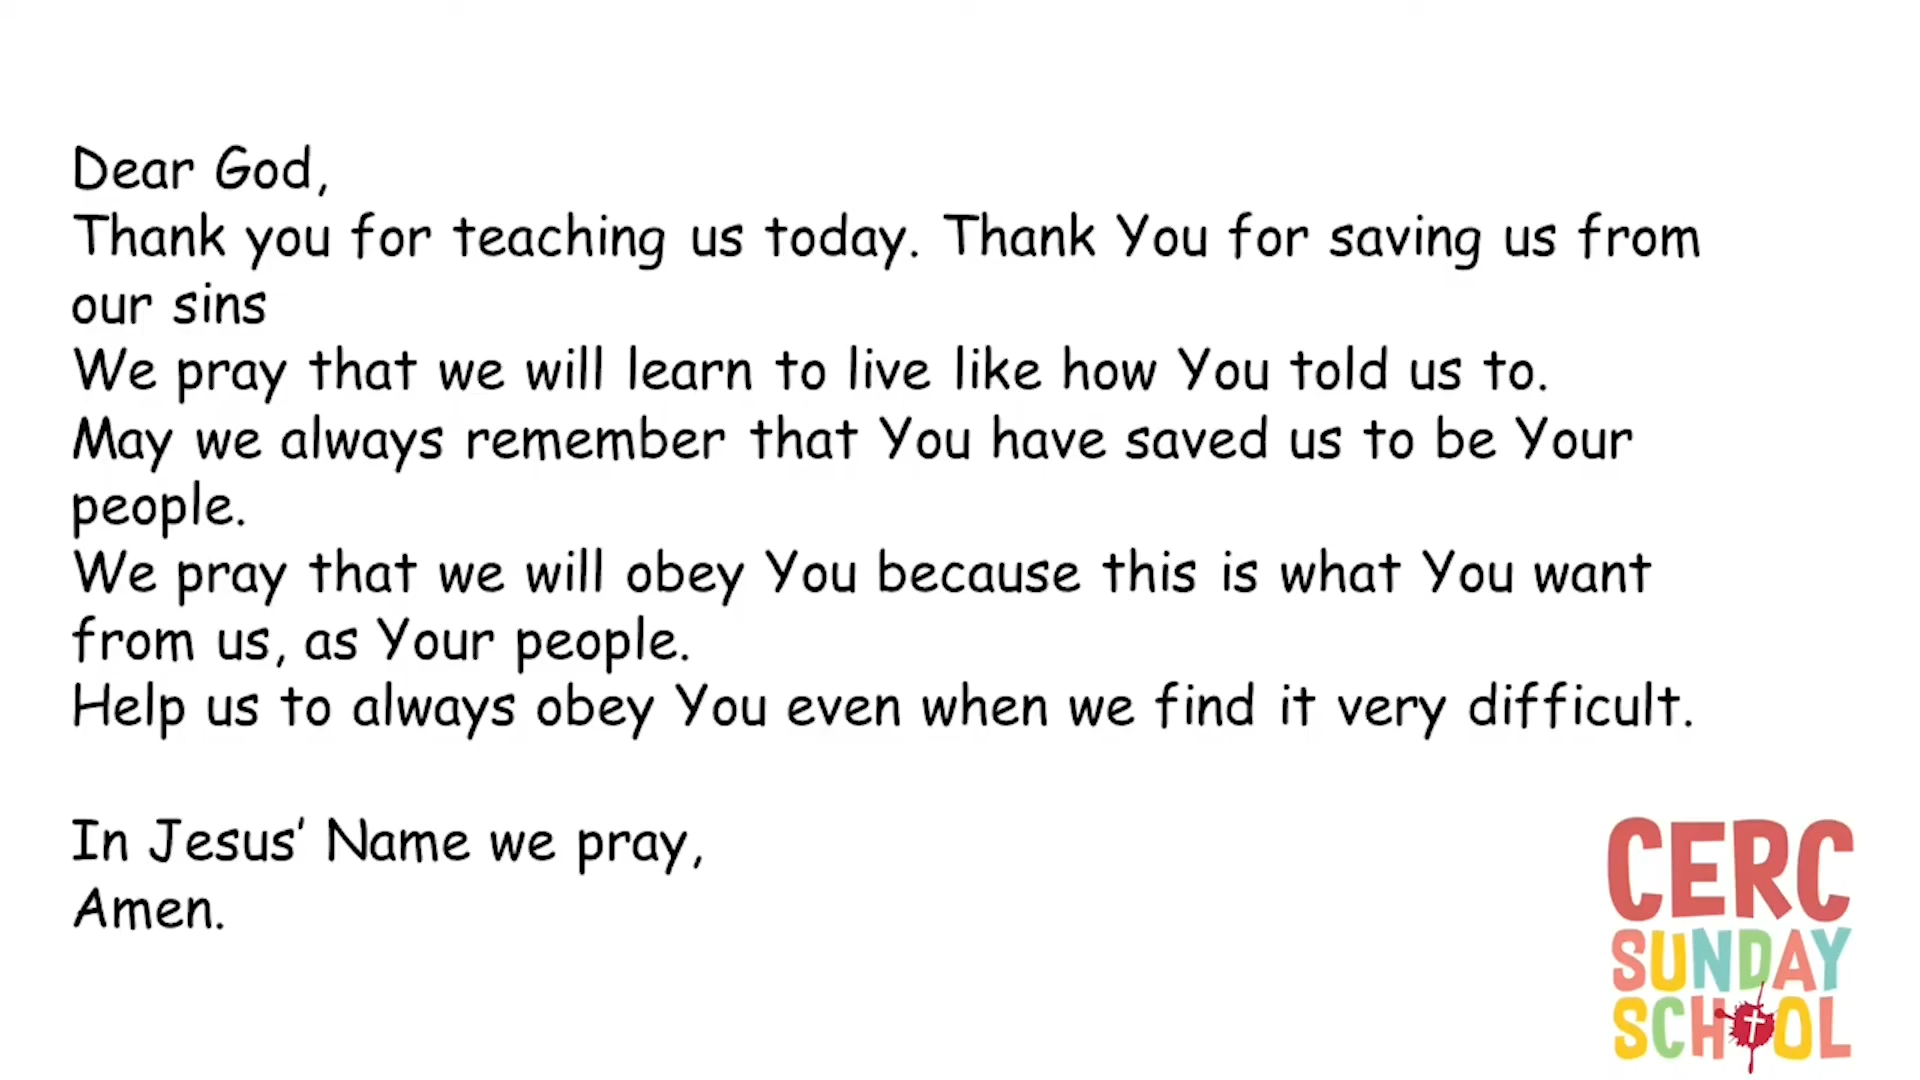 Dear God,
Thank you for teaching us today. Thank You for saving us from
our sins
We pray that we will learn to live like how You told us to.
May we always remember that You have saved us to be Your
people.
We pray that we will obey You because this is what You want
from us, as Your people.
Help us to always obey You even when we find it very difficult.
In Jesus’ Name we pray,
Amen.
CERC
SUNDAY
SCHOOL